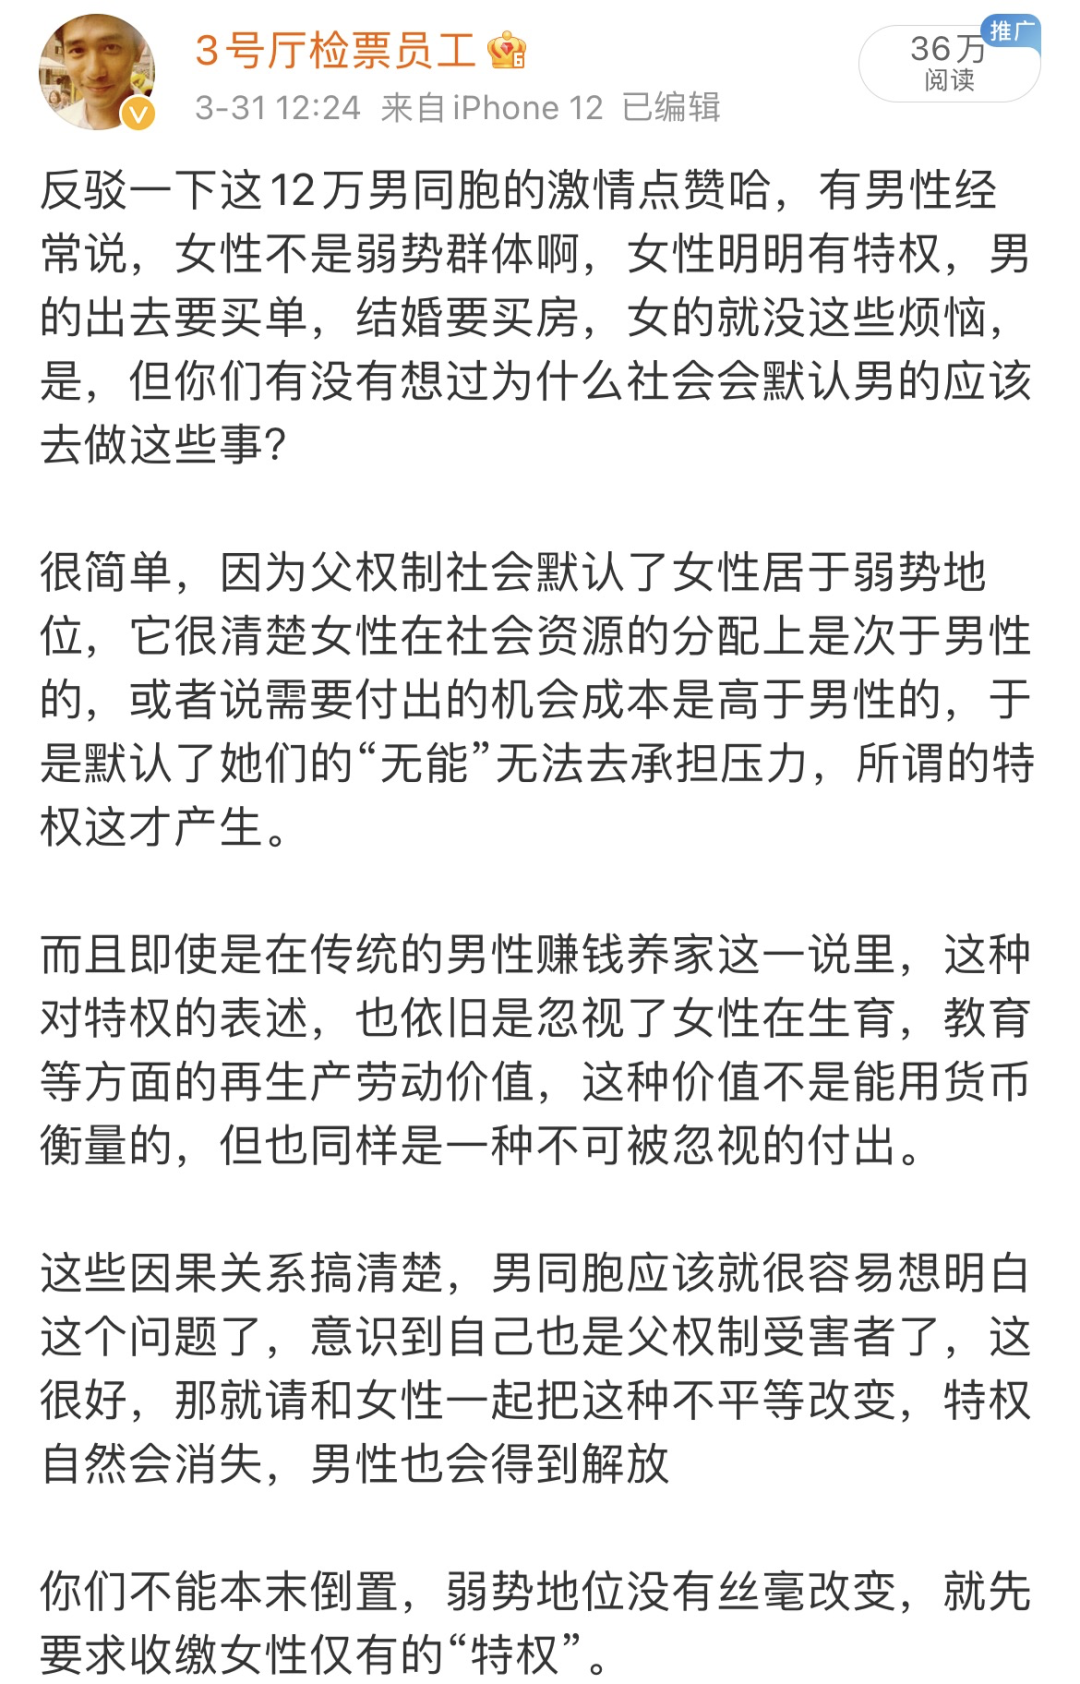 3号厅检票员工
推广
36万
阅读
3-31 12:24 来自 iPhone 12 已编辑
反驳一下这12万男同胞的激情点赞哈，有男性经
常说，女性不是弱势群体啊，女性明明有特权，男
的出去要买单，结婚要买房，女的就没这些烦恼，
是，但你们有没有想过为什么社会会默认男的应该
去做这些事？
很简单，因为父权制社会默认了女性居于弱势地
位，它很清楚女性在社会资源的分配上是次于男性
的，或者说需要付出的机会成本是高于男性的，于
是默认了她们的“无能”无法去承担压力，所谓的特
权这才产生。
而且即使是在传统的男性赚钱养家这一说里，这种
对特权的表述，也依旧是忽视了女性在生育，教育
等方面的再生产劳动价值，这种价值不是能用货币
衡量的，但也同样是一种不可被忽视的付出。
这些因果关系搞清楚，男同胞应该就很容易想明白
这个问题了，意识到自己也是父权制受害者了，这
很好，那就请和女性一起把这种不平等改变，特权
自然会消失，男性也会得到解放
你们不能本末倒置，弱势地位没有丝毫改变，就先
要求收缴女性仅有的“特权”。